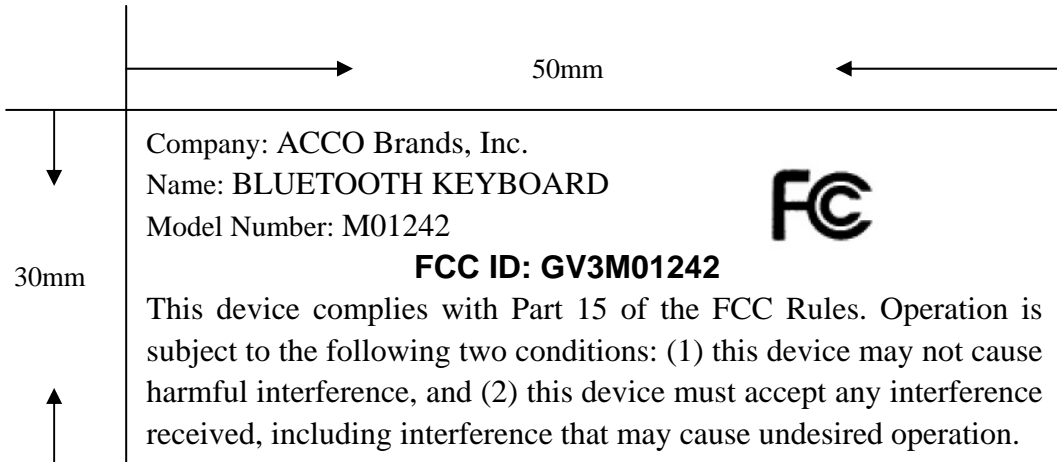 50mm
Company: ACCO Brands, Inc.
Name: BLUETOOTH KEYBOARD
Model Number: M01242
FC
FCC ID: GV3M01242
30mm
This device complies with Part 15 of the FCC Rules. Operation is
subject to the following two conditions: (1) this device may not cause
harmful interference, and (2) this device must accept any interference
received, including interference that may cause undesired operation.